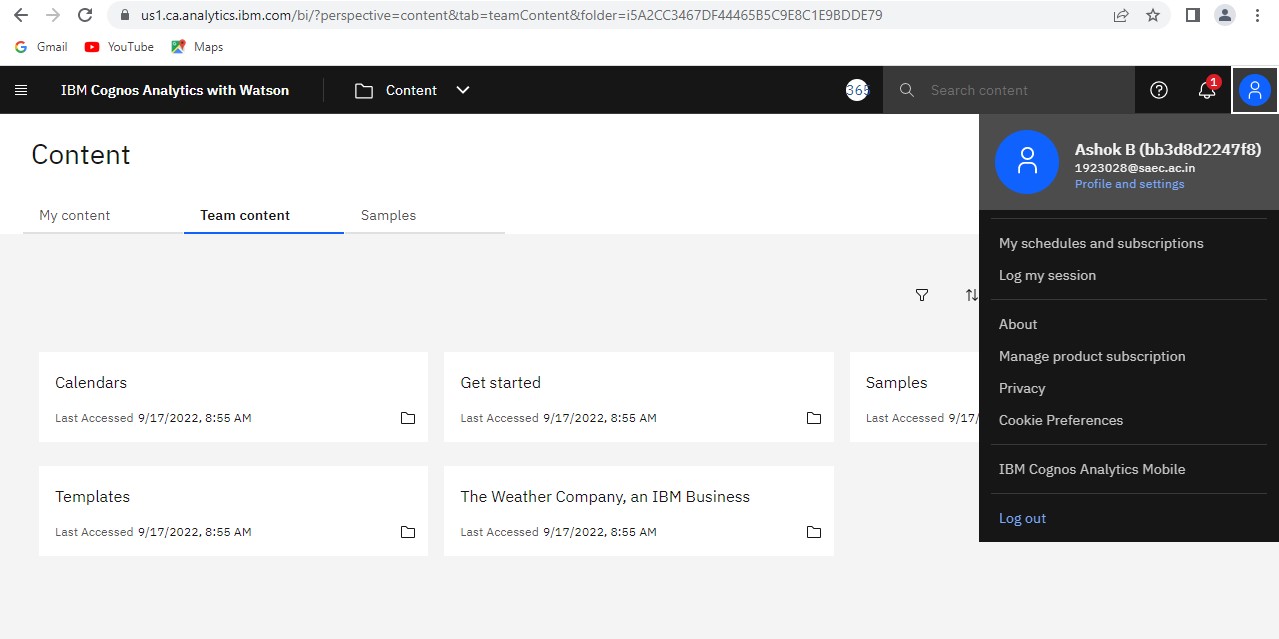 us1.ca.analytics.ibm.com/bi/?perspective=content&tab=teamContent&folder=i5A2CC3467DF44465B5C9E8C1E9BDDE79
Gmail YouTube Maps
IBM Cognos Analytics with Watson Content 365 Search content 1
Content
My content Team content Samples
Ashok B (bb3d8d2247f8)
1923028@saec.ac.in
Profile and settings
My schedules and subscriptions
Log my session
About
Manage product subscription
Privacy
Cookie Preferences
IBM Cognos Analytics Mobile
Log out
Calendars
Last Accessed 9/17/2022, 8:55 AM
Get started
Last Accessed 9/17/2022, 8:55 AM
Samples
Last Accessed 9/17/
Templates
Last Accessed 9/17/2022, 8:55 AM
The Weather Company, an IBM Business
Last Accessed 9/17/2022, 8:55 AM